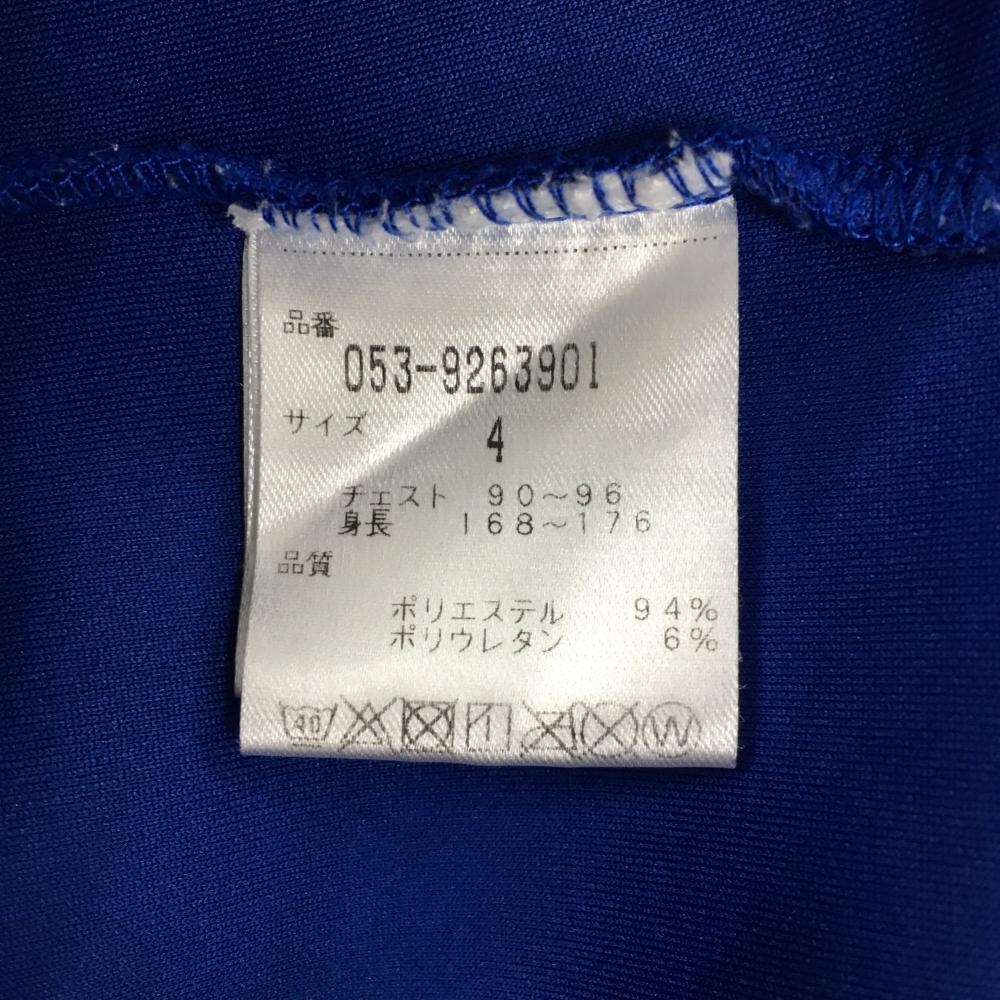 品番
053-9263901
サイズ
4
チェスト 90～96
身長 168～176
品質
ポリエステル 94%
ポリウレタン 6%
40 W